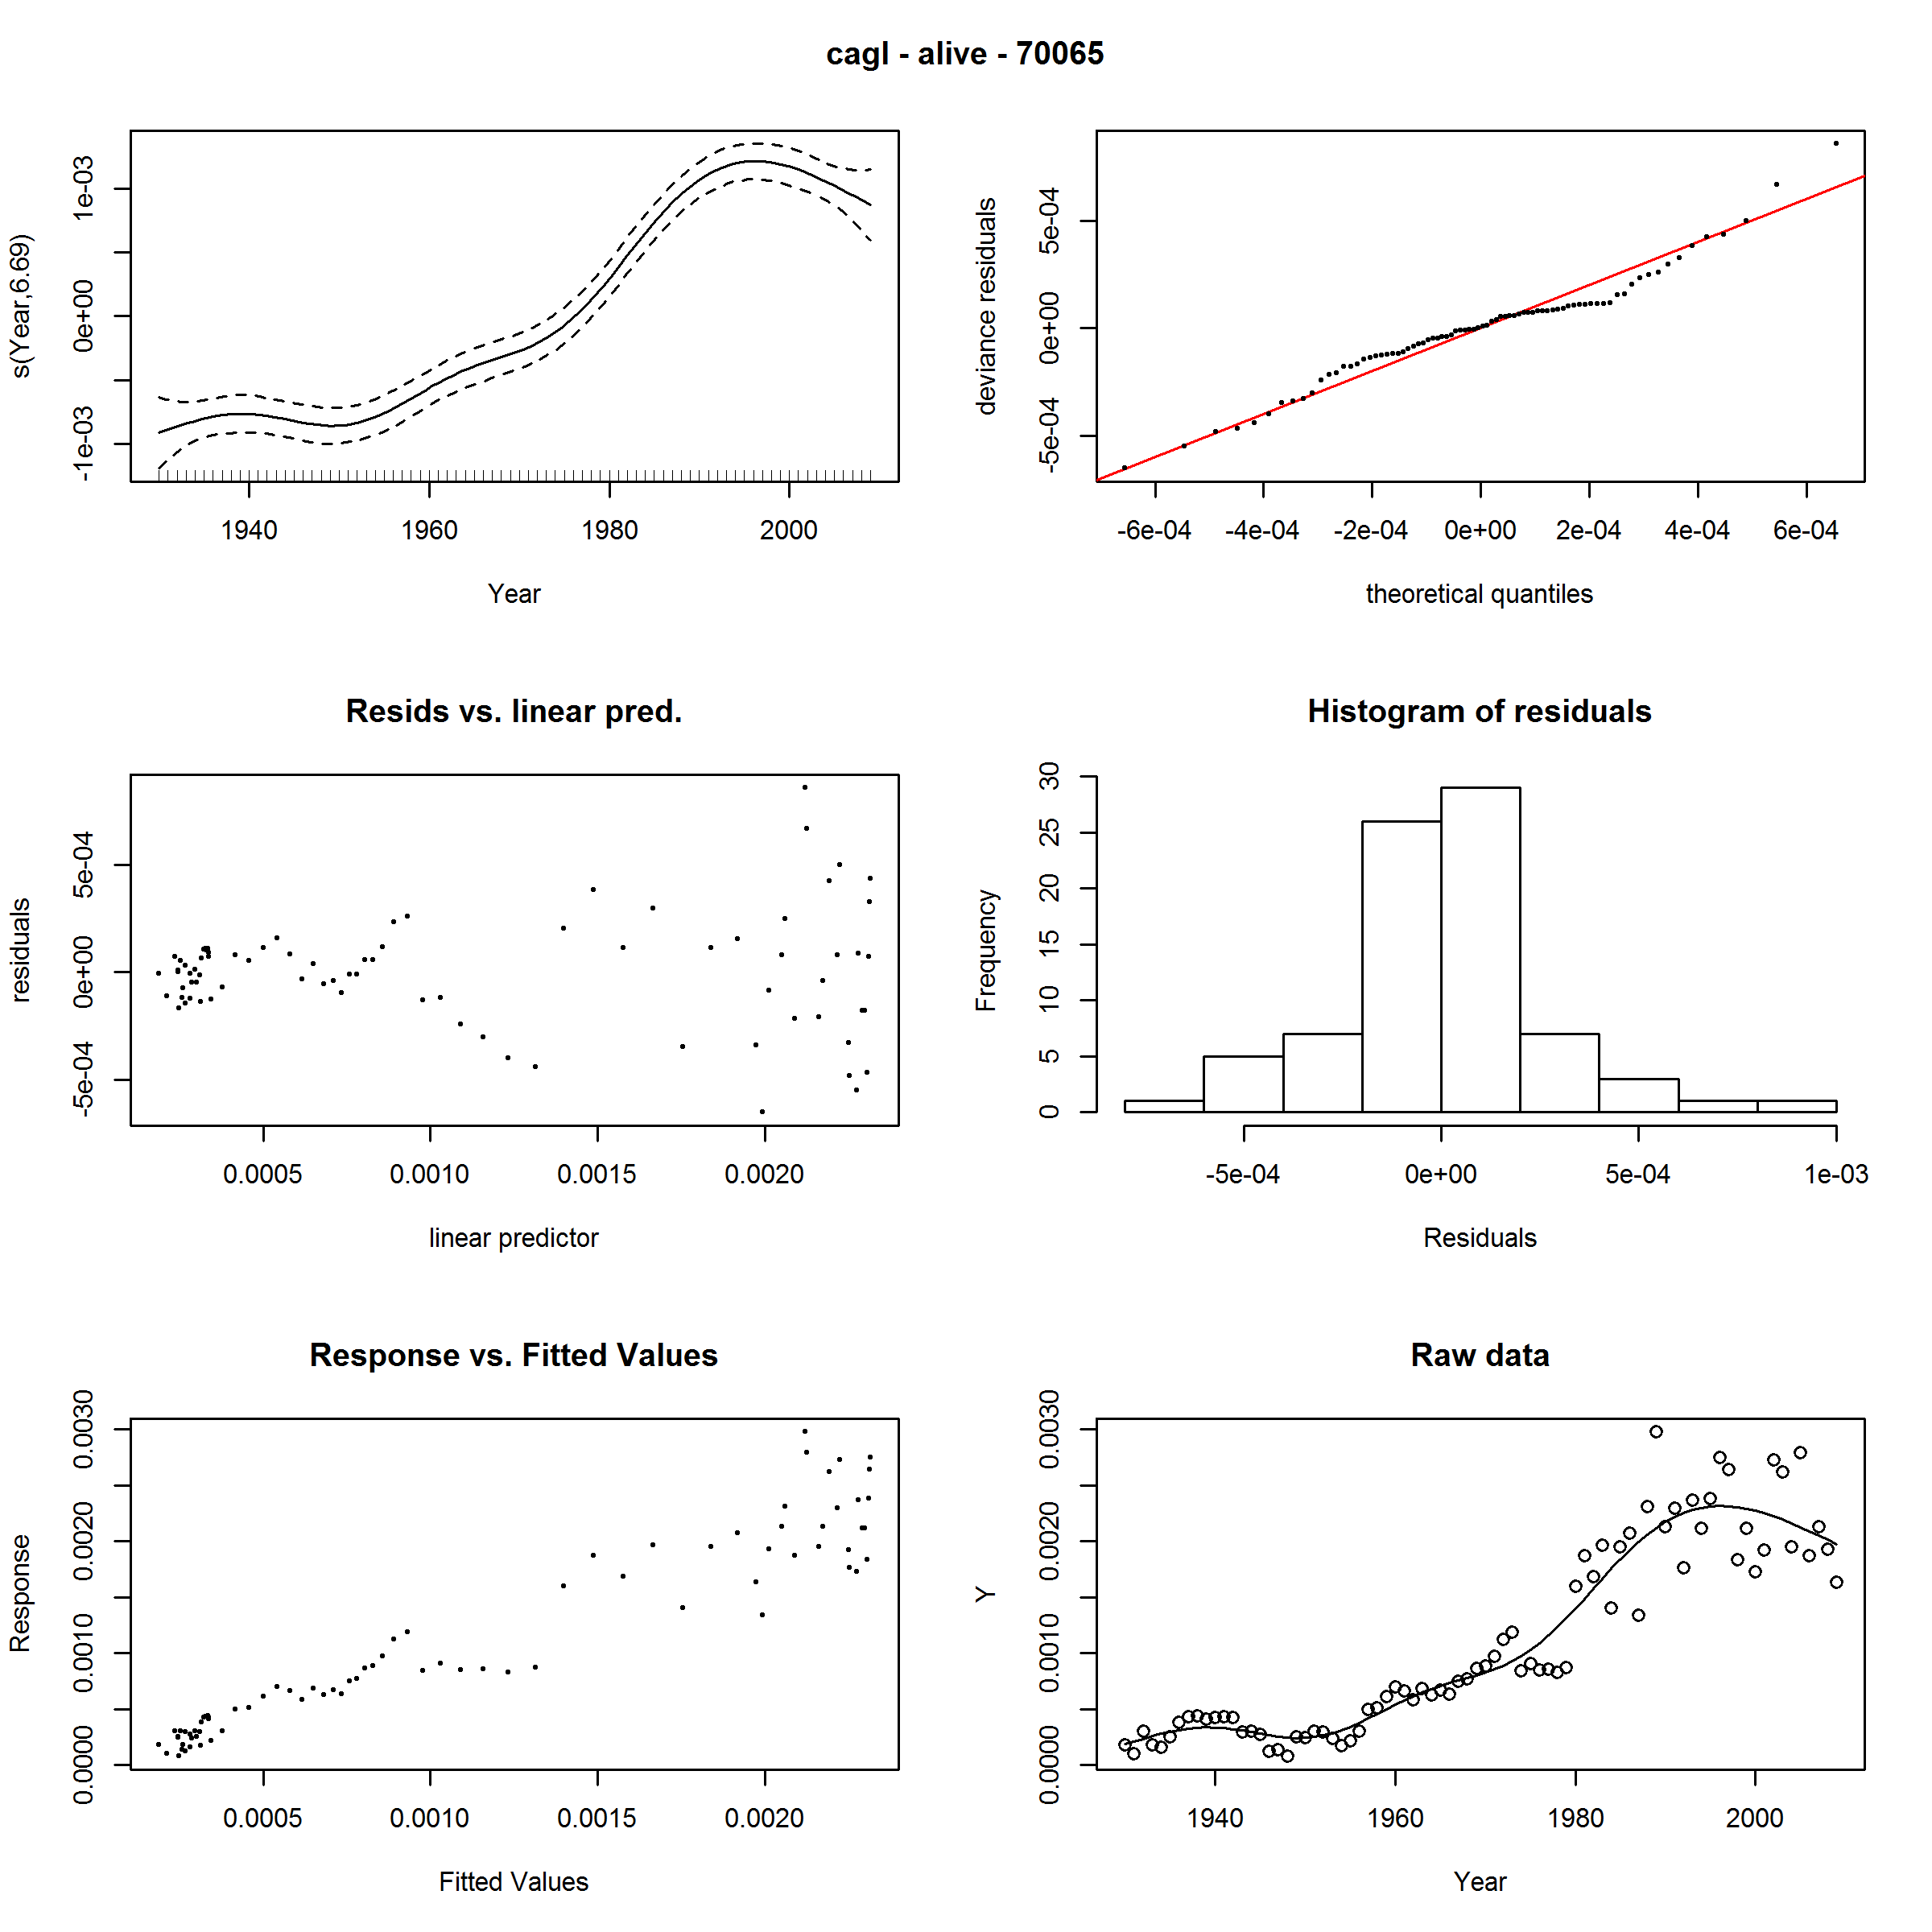 cagl - alive - 70065
s(Year,6.69)
-1e-03 0e+00 1e-03
1940 1960 1980 2000
Year
deviance residuals
-5e-04 0e+00 5e-04
-6e-04 -4e-04 -2e-04 0e+00 2e-04 4e-04 6e-04
theoretical quantiles
Resids vs. linear pred.
residuals
-5e-04 0e+00 5e-04
0.0005 0.0010 0.0015 0.0020
linear predictor
Histogram of residuals
Frequency
0 5 10 15 20 25 30
-5e-04 0e+00 5e-04 1e-03
Residuals
Response vs. Fitted Values
Response
0.0000 0.0010 0.0020 0.0030
0.0005 0.0010 0.0015 0.0020
Fitted Values
Raw data
Y
0.0000 0.0010 0.0020 0.0030
1940 1960 1980 2000
Year